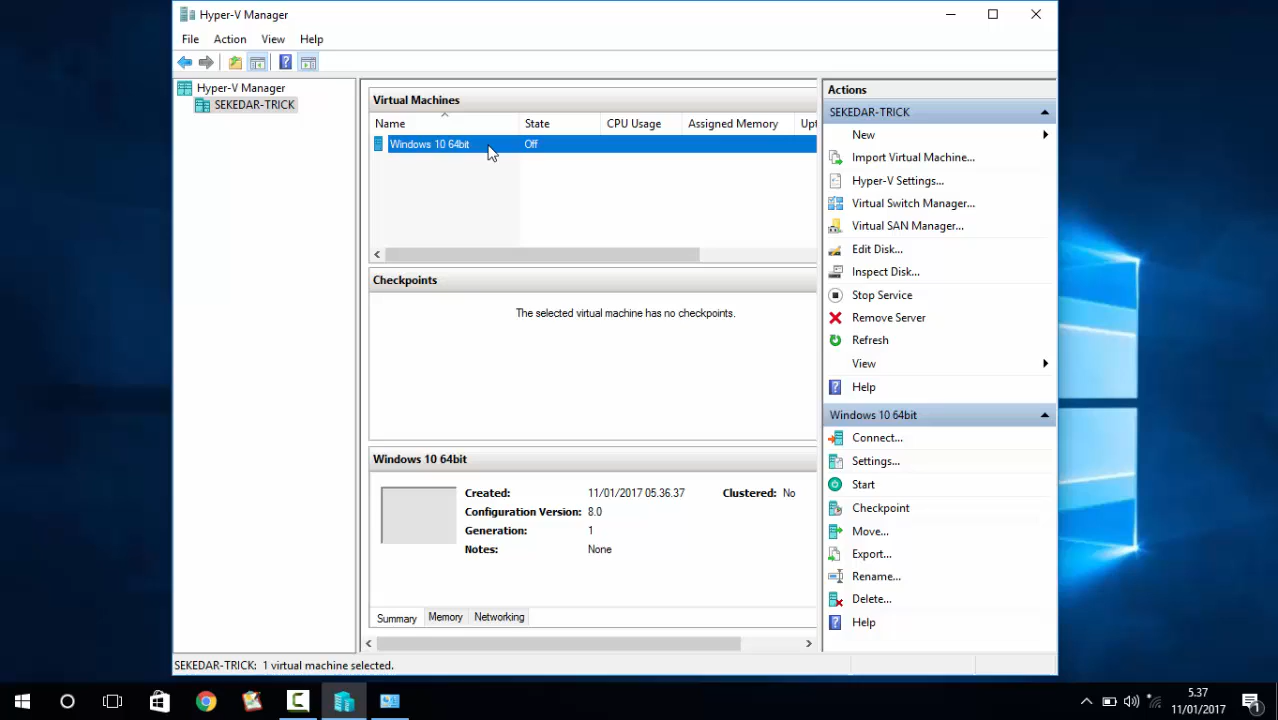 Hyper-V Manager
File Action View Help
Hyper-V Manager
SEKEDAR-TRICK
Virtual Machines
Name State CPU Usage Assigned Memory Upt
Windows 10 64bit Off
Checkpoints
The selected virtual machine has no checkpoints.
Windows 10 64bit
Created: 11/01/2017 05.36.37 Clustered: No
Configuration Version: 8.0
Generation: 1
Notes: None
Summary Memory Networking
Actions
SEKEDAR-TRICK
New
Import Virtual Machine...
Hyper-V Settings...
Virtual Switch Manager...
Virtual SAN Manager...
Edit Disk...
Inspect Disk...
Stop Service
Remove Server
Refresh
View
Help
Windows 10 64bit
Connect...
Settings...
Start
Checkpoint
Move...
Export...
Rename...
Delete...
Help
SEKEDAR-TRICK: 1 virtual machine selected.
5.37
11/01/2017
1